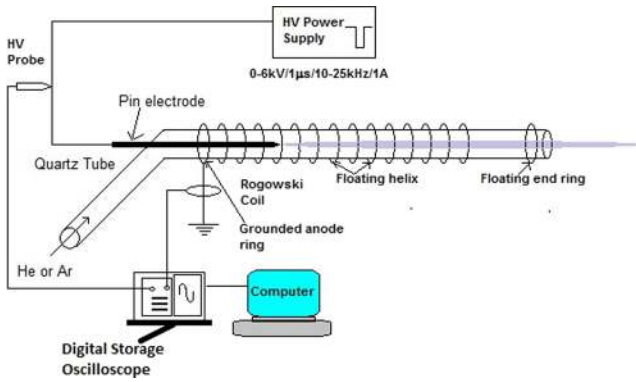 HV Power
Supply
HV
Probe
0-6kV/1µs/10-25kHz/1A
Pin electrode
Quartz Tube
Floating helix
Floating end ring
Rogowski
Coil
Grounded anode
ring
He or Ar
Computer
Digital Storage
Oscilloscope